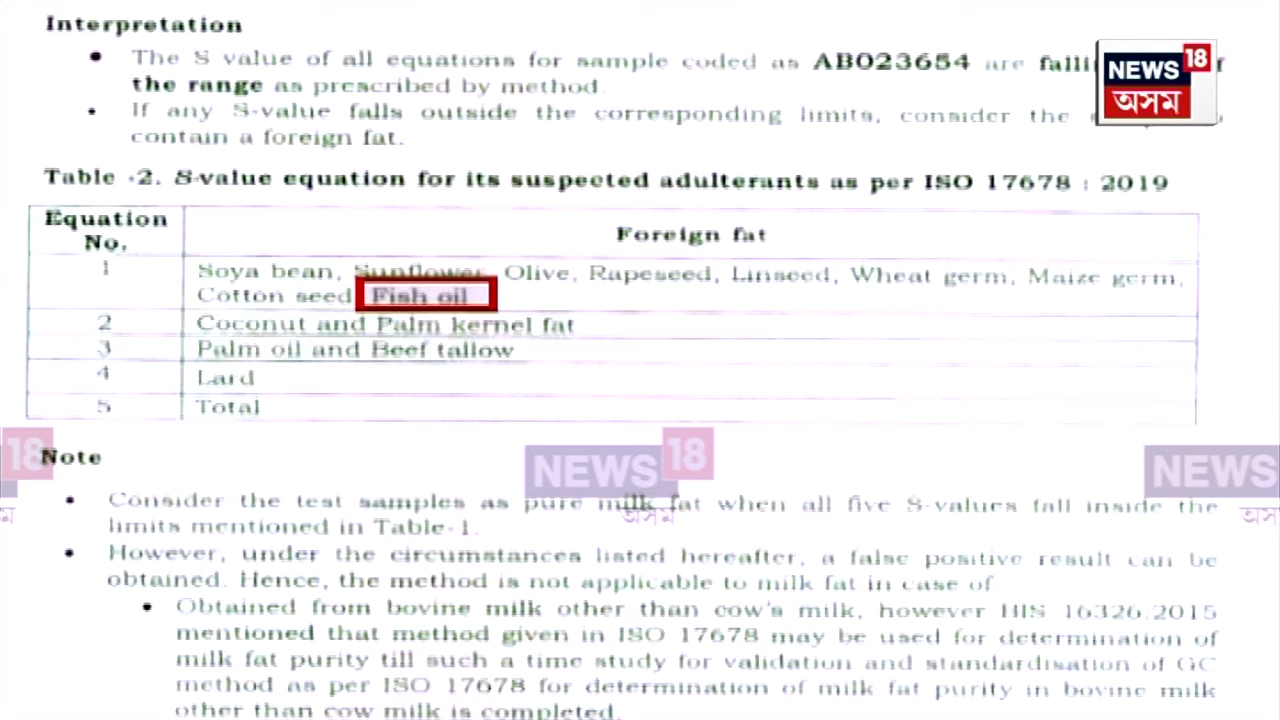 Interpretation
The S value of all equations for sample coded as AB023654 are
the range as prescribed by method.
If any S-value falls outside the corresponding limits, consider the
contain a foreign fat.
NEWS 18
অসম
Table -2. S-value equation for its suspected adulterants as per ISO 17678 : 2019
Equation No. Foreign fat
1 Soya bean, Sunflower, Olive, Rapeseed, Linseed, Wheat germ, Maize germ,
Cotton seed Fish oil
2 Coconut and Palm kernel fat
3 Palm oil and Beef tallow
4 Lard
5 Total
Note
Consider the test samples as pure milk fat when all five S-values fall inside the
limits mentioned in Table-1.
However, under the circumstances listed hereafter, a false positive result can be
obtained. Hence, the method is not applicable to milk fat in case of
Obtained from bovine milk other than cow's milk, however BIS 16326:2015
mentioned that method given in ISO 17678 may be used for determination of
milk fat purity till such a time study for validation and standardisation of GC
method as per ISO 17678 for determination of milk fat purity in bovine milk
other than cow milk is completed.
18
NEWS 18
অসম
NEWS